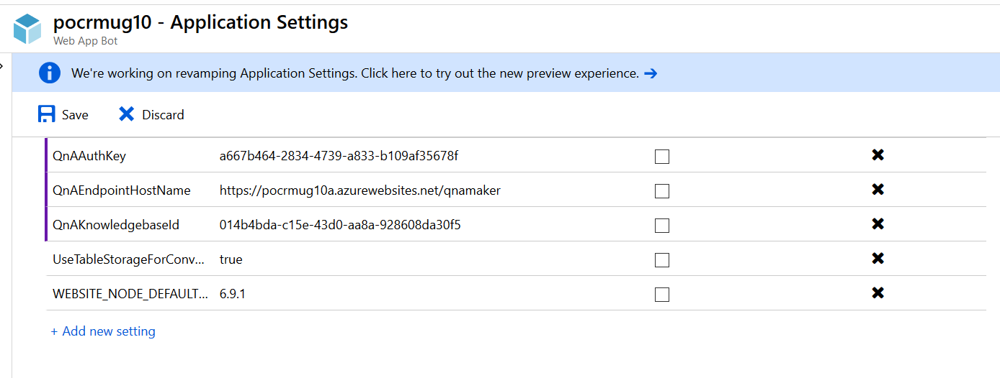 pocrmug10 - Application Settings
Web App Bot
We're working on revamping Application Settings. Click here to try out the new preview experience.
Save Discard
QnAAuthKey a667b464-2834-4739-a833-b109af35678f
QnAEndpointHostName https://pocrmug10a.azurewebsites.net/qnamaker
QnAKnowledgebaseId 014b4bda-c15e-43d0-aa8a-928608da30f5
UseTableStorageForConv... true
WEBSITE_NODE_DEFAULT... 6.9.1
+ Add new setting